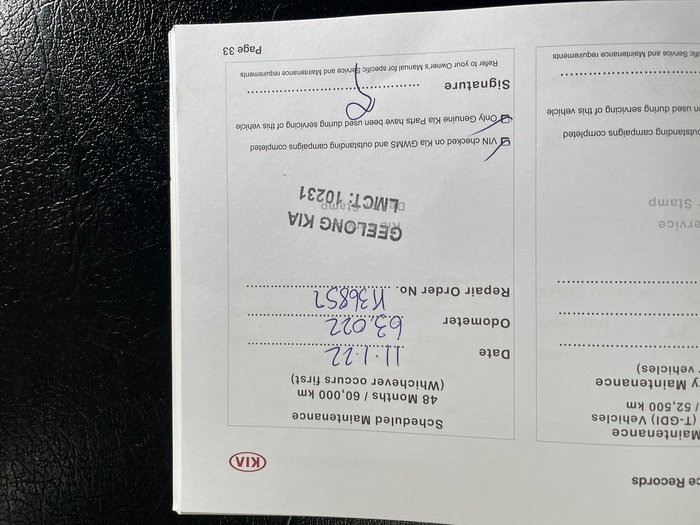 Records
Maintenance
(T-GDI) Vehicles
/ 52,500 km
Maintenance
vehicles)
Stamp
campaigns completed
during servicing of this vehicle
Service and Maintenance requirements
KIA
Scheduled Maintenance
48 Months / 60,000 km
(Whichever occurs first)
Date 11.1.22
Odometer 63,022
Repair Order No. K36857
GEELONG KIA
LMCT: 10231
VIN checked on Kia GWMS and outstanding campaigns completed
Only Genuine Kia Parts have been used during servicing of this vehicle
Signature
Refer to your Owner's Manual for specific Service and Maintenance requirements
Page 33